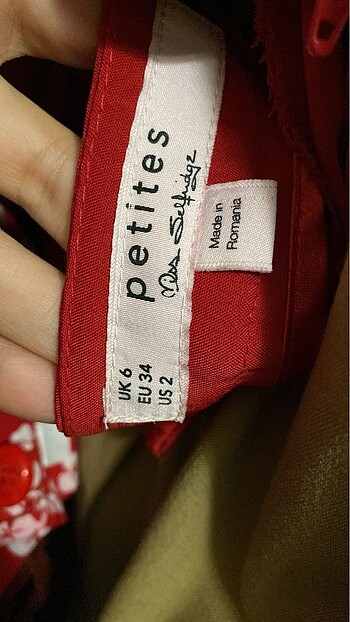 petites
Miss Selfridge
UK 6
EU 34
US 2
Made in
Romania